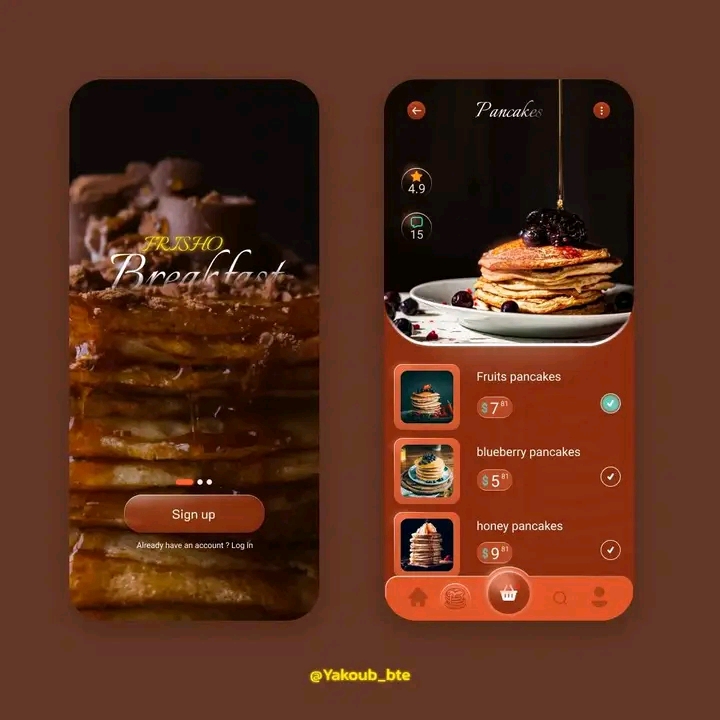 FRISHO
Breakfast
Sign up
Already have an account ? Log in
Pancakes
4.9
15
Fruits pancakes
$7 81
blueberry pancakes
$5 81
honey pancakes
$9 81
@Yakoub_bte